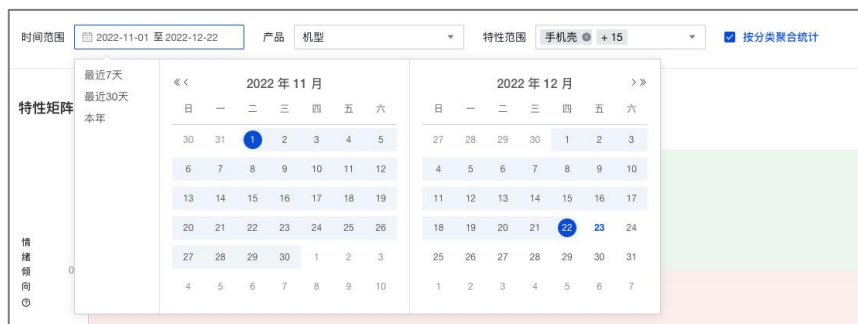 时间范围 2022-11-01 至 2022-12-22 产品 机型 特性范围 手机壳 + 15 按分类聚合统计
最近7天
最近30天
本年
特性矩阵
情绪倾向
0
2022 年 11 月
日 一 二 三 四 五 六
30 31 1 2 3 4 5
6 7 8 9 10 11 12
13 14 15 16 17 18 19
20 21 22 23 24 25 26
27 28 29 30 1 2 3
4 5 6 7 8 9 10
2022 年 12 月
日 一 二 三 四 五 六
27 28 29 30 1 2 3
4 5 6 7 8 9 10
11 12 13 14 15 16 17
18 19 20 21 22 23 24
25 26 27 28 29 30 31
1 2 3 4 5 6 7